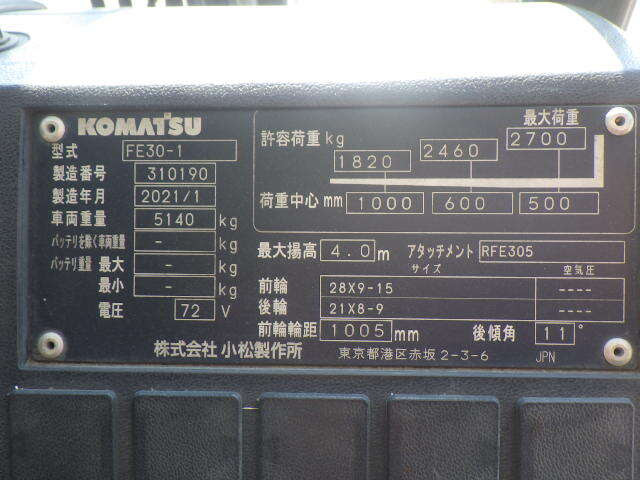 KOMATSU
型式 FE30-1
製造番号 310190
製造年月 2021/1
車両重量 5140 kg
バッテリを除く車両重量 - kg
バッテリ重量 最大 - kg
最小 - kg
電圧 72 V
最大荷重
許容荷重 kg 1820 2460 2700
荷重中心 mm 1000 600 500
最大揚高 4.0 m アタッチメント RFE305
サイズ 空気圧
前輪 28X9-15 ----
後輪 21X8-9 ----
前輪輪距 1005 mm 後傾角 11°
株式会社 小松製作所 東京都港区赤坂 2-3-6 JPN